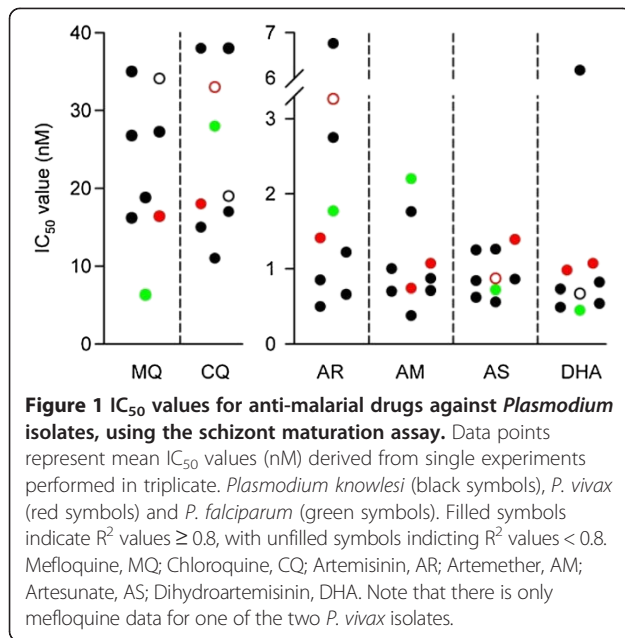 40
30
20
10
0
IC50 value (nM)
MQ CQ
7
6
3
2
1
0
AR AM AS DHA
Figure 1 IC50 values for anti-malarial drugs against Plasmodium
isolates, using the schizont maturation assay. Data points
represent mean IC50 values (nM) derived from single experiments
performed in triplicate. Plasmodium knowlesi (black symbols), P. vivax
(red symbols) and P. falciparum (green symbols). Filled symbols
indicate R² values ≥ 0.8, with unfilled symbols indicting R² values < 0.8.
Mefloquine, MQ; Chloroquine, CQ; Artemisinin, AR; Artemether, AM;
Artesunate, AS; Dihydroartemisinin, DHA. Note that there is only
mefloquine data for one of the two P. vivax isolates.